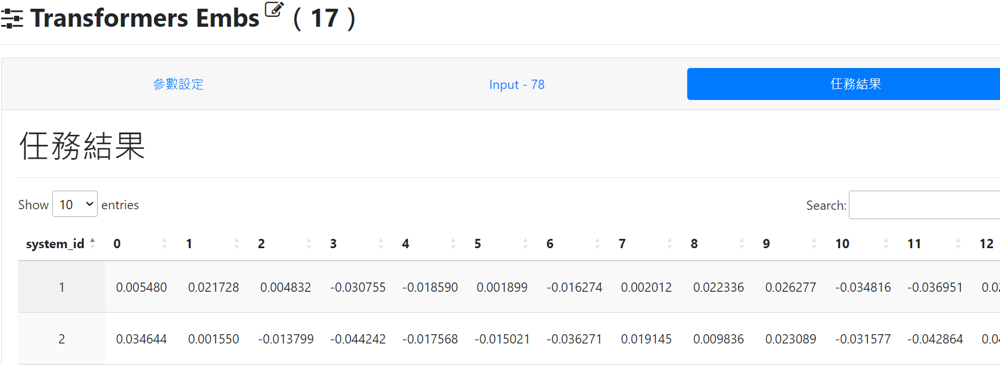 Transformers Embs ( 17 )
參數設定 Input - 78 任務結果
任務結果
Show 10 entries Search:
system_id 0 1 2 3 4 5 6 7 8 9 10 11 12
1 0.005480 0.021728 0.004832 -0.030755 -0.018590 0.001899 -0.016274 0.002012 0.022336 0.026277 -0.034816 -0.036951
2 0.034644 0.001550 -0.013799 -0.044242 -0.017568 -0.015021 -0.036271 0.019145 0.009836 0.023089 -0.031577 -0.042864